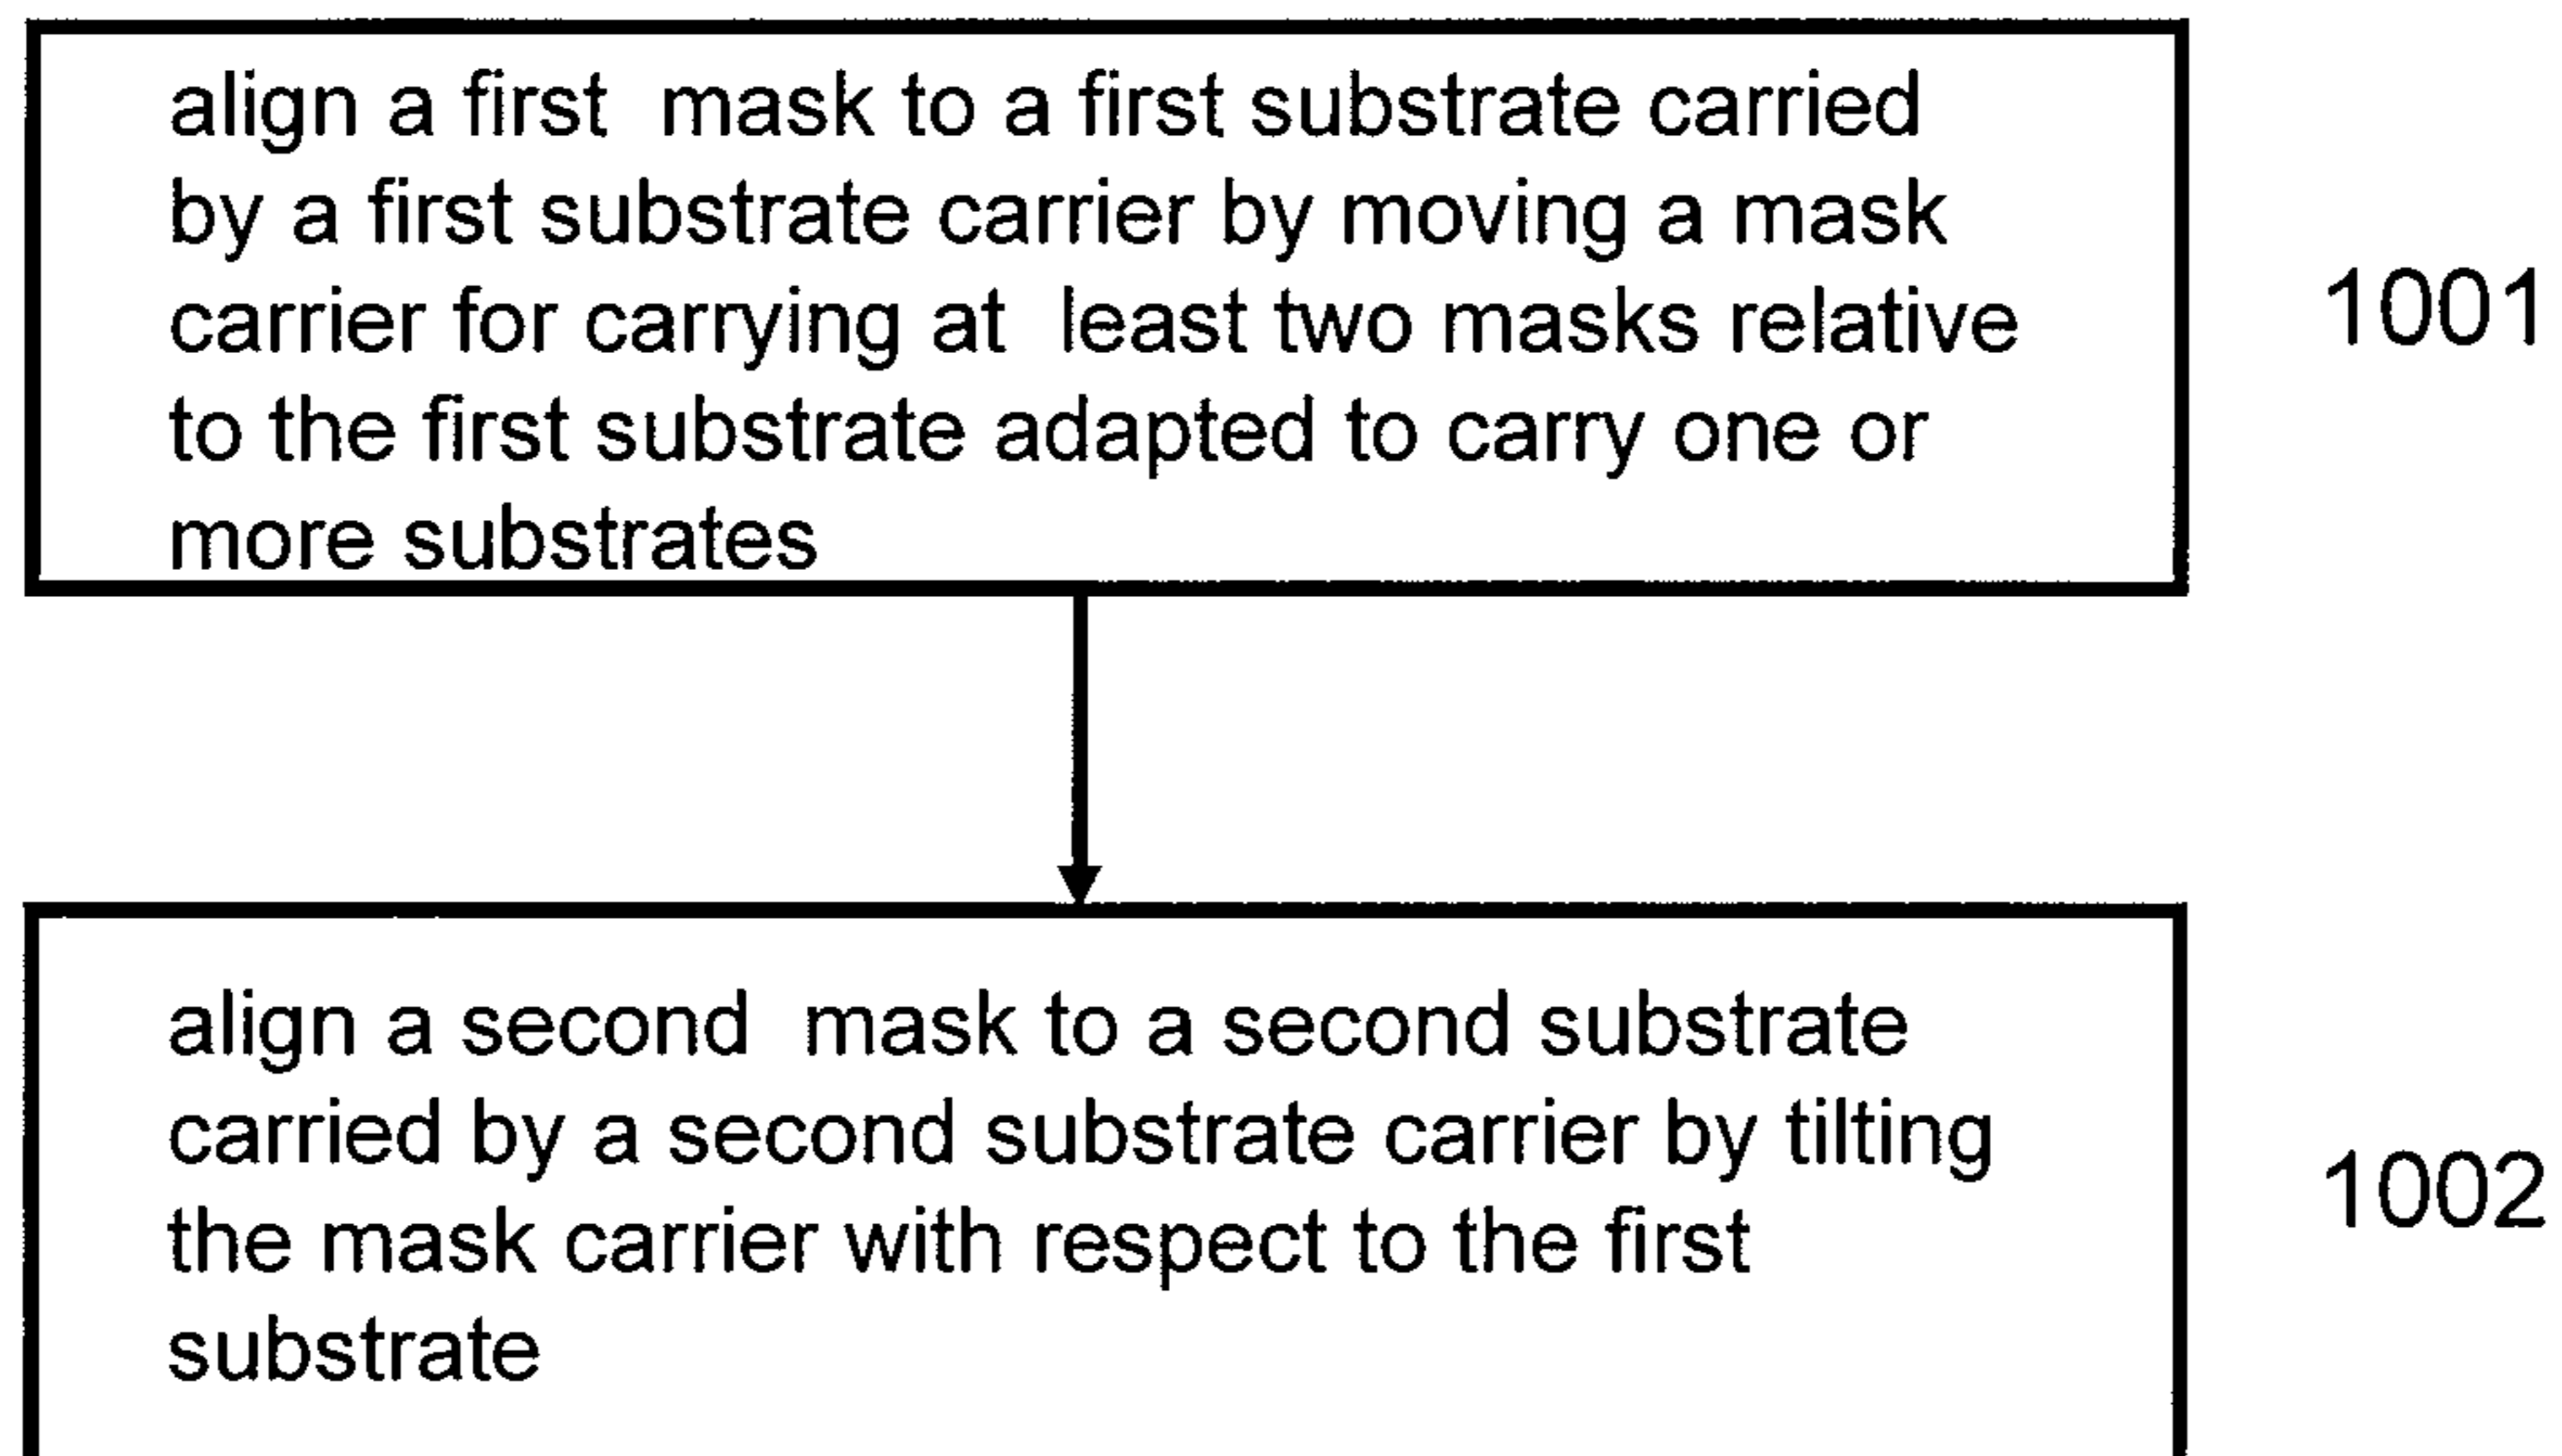 align a first mask to a first substrate carried
by a first substrate carrier by moving a mask
carrier for carrying at least two masks relative
to the first substrate adapted to carry one or
more substrates
1001
align a second mask to a second substrate
carried by a second substrate carrier by tilting
the mask carrier with respect to the first
substrate
1002